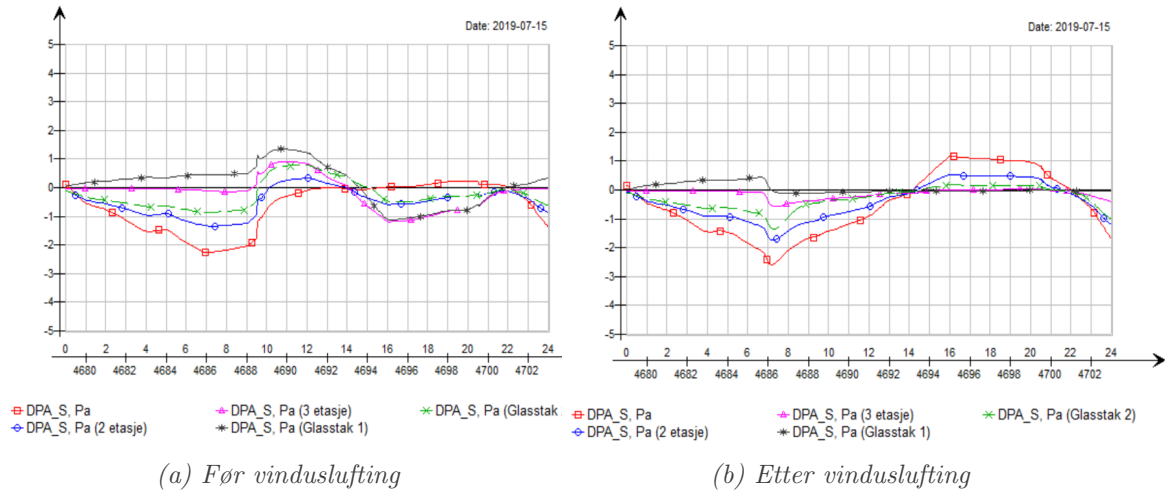 Date: 2019-07-15
5
4
3
2
1
0
-1
-2
-3
-4
-5
0 2 4 6 8 10 12 14 16 18 20 22 24
4680 4682 4684 4686 4688 4690 4692 4694 4696 4698 4700 4702
DPA_S, Pa DPA_S, Pa (3 etasje) DPA_S, Pa (Glasstak
DPA_S, Pa (2 etasje) DPA_S, Pa (Glasstak 1)
(a) Før vinduslufting
Date: 2019-07-15
5
4
3
2
1
0
-1
-2
-3
-4
-5
0 2 4 6 8 10 12 14 16 18 20 22 24
4680 4682 4684 4686 4688 4690 4692 4694 4696 4698 4700 4702
DPA_S, Pa DPA_S, Pa (3 etasje) DPA_S, Pa (Glasstak 2)
DPA_S, Pa (2 etasje) DPA_S, Pa (Glasstak 1)
(b) Etter vinduslufting